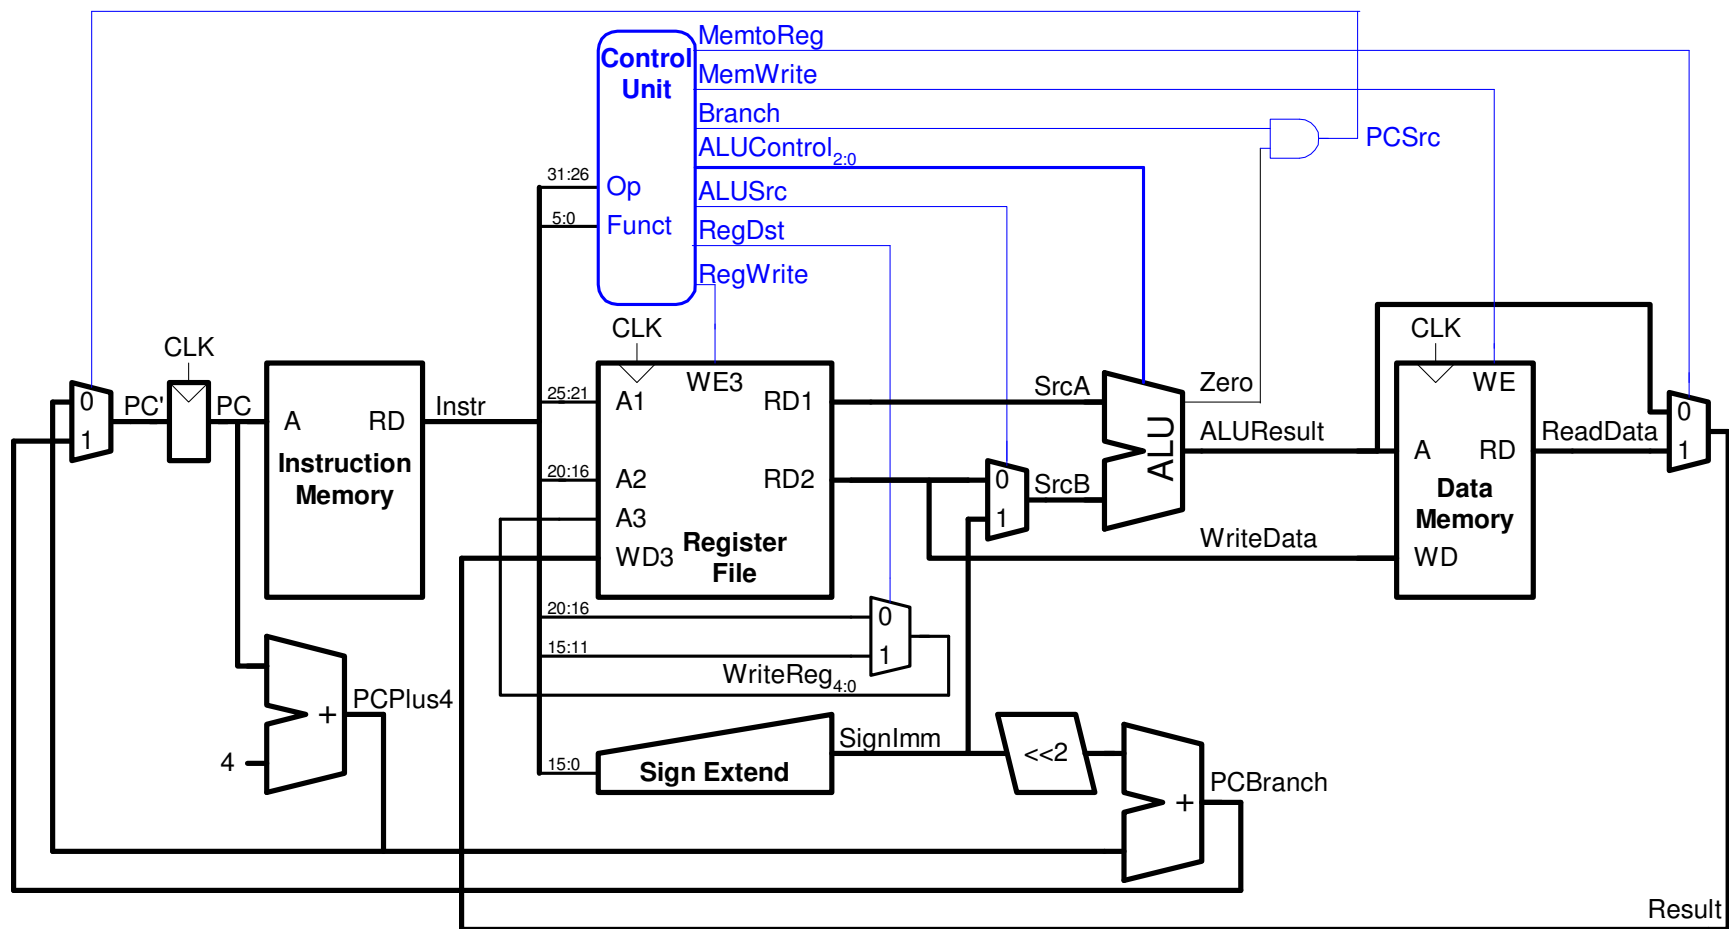 MemtoReg
Control
Unit
MemWrite
Branch
PCSrc
ALUControl2:0
31:26
Op
ALUSrc
5:0
Funct
RegDst
RegWrite
CLK
CLK
CLK
0
1
PC'
PC
A
RD
Instruction
Memory
Instr
25:21
A1
WE3
RD1
SrcA
Zero
WE
20:16
A2
RD2
0
1
SrcB
ALU
ALUResult
A
RD
ReadData
0
1
Data
Memory
A3
WD3
Register
File
WriteData
WD
20:16
0
15:11
1
WriteReg4:0
PCPlus4
+
4
SignImm
<<2
15:0
Sign Extend
+
PCBranch
Result